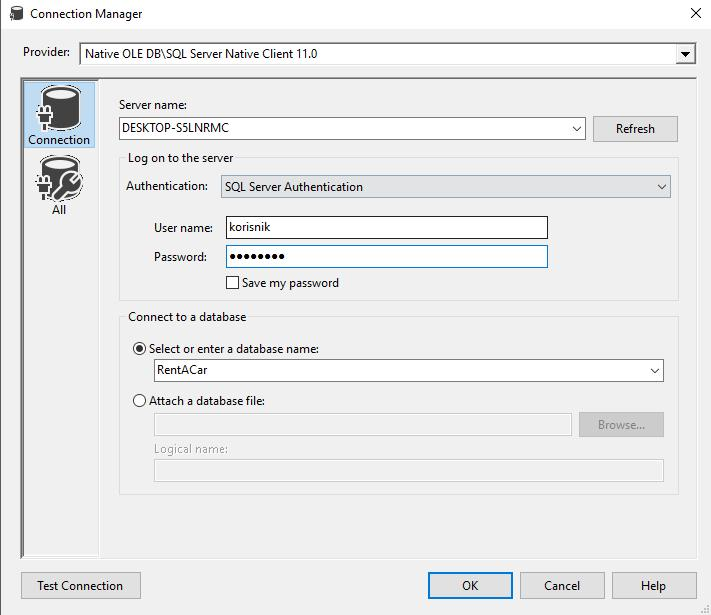 Connection Manager
Provider: Native OLE DB\SQL Server Native Client 11.0
Connection
All
Server name:
DESKTOP-S5LNRMC Refresh
Log on to the server
Authentication: SQL Server Authentication
User name: korisnik
Password: ●●●●●●●●
Save my password
Connect to a database
Select or enter a database name:
RentACar
Attach a database file:
Browse...
Logical name:
Test Connection OK Cancel Help